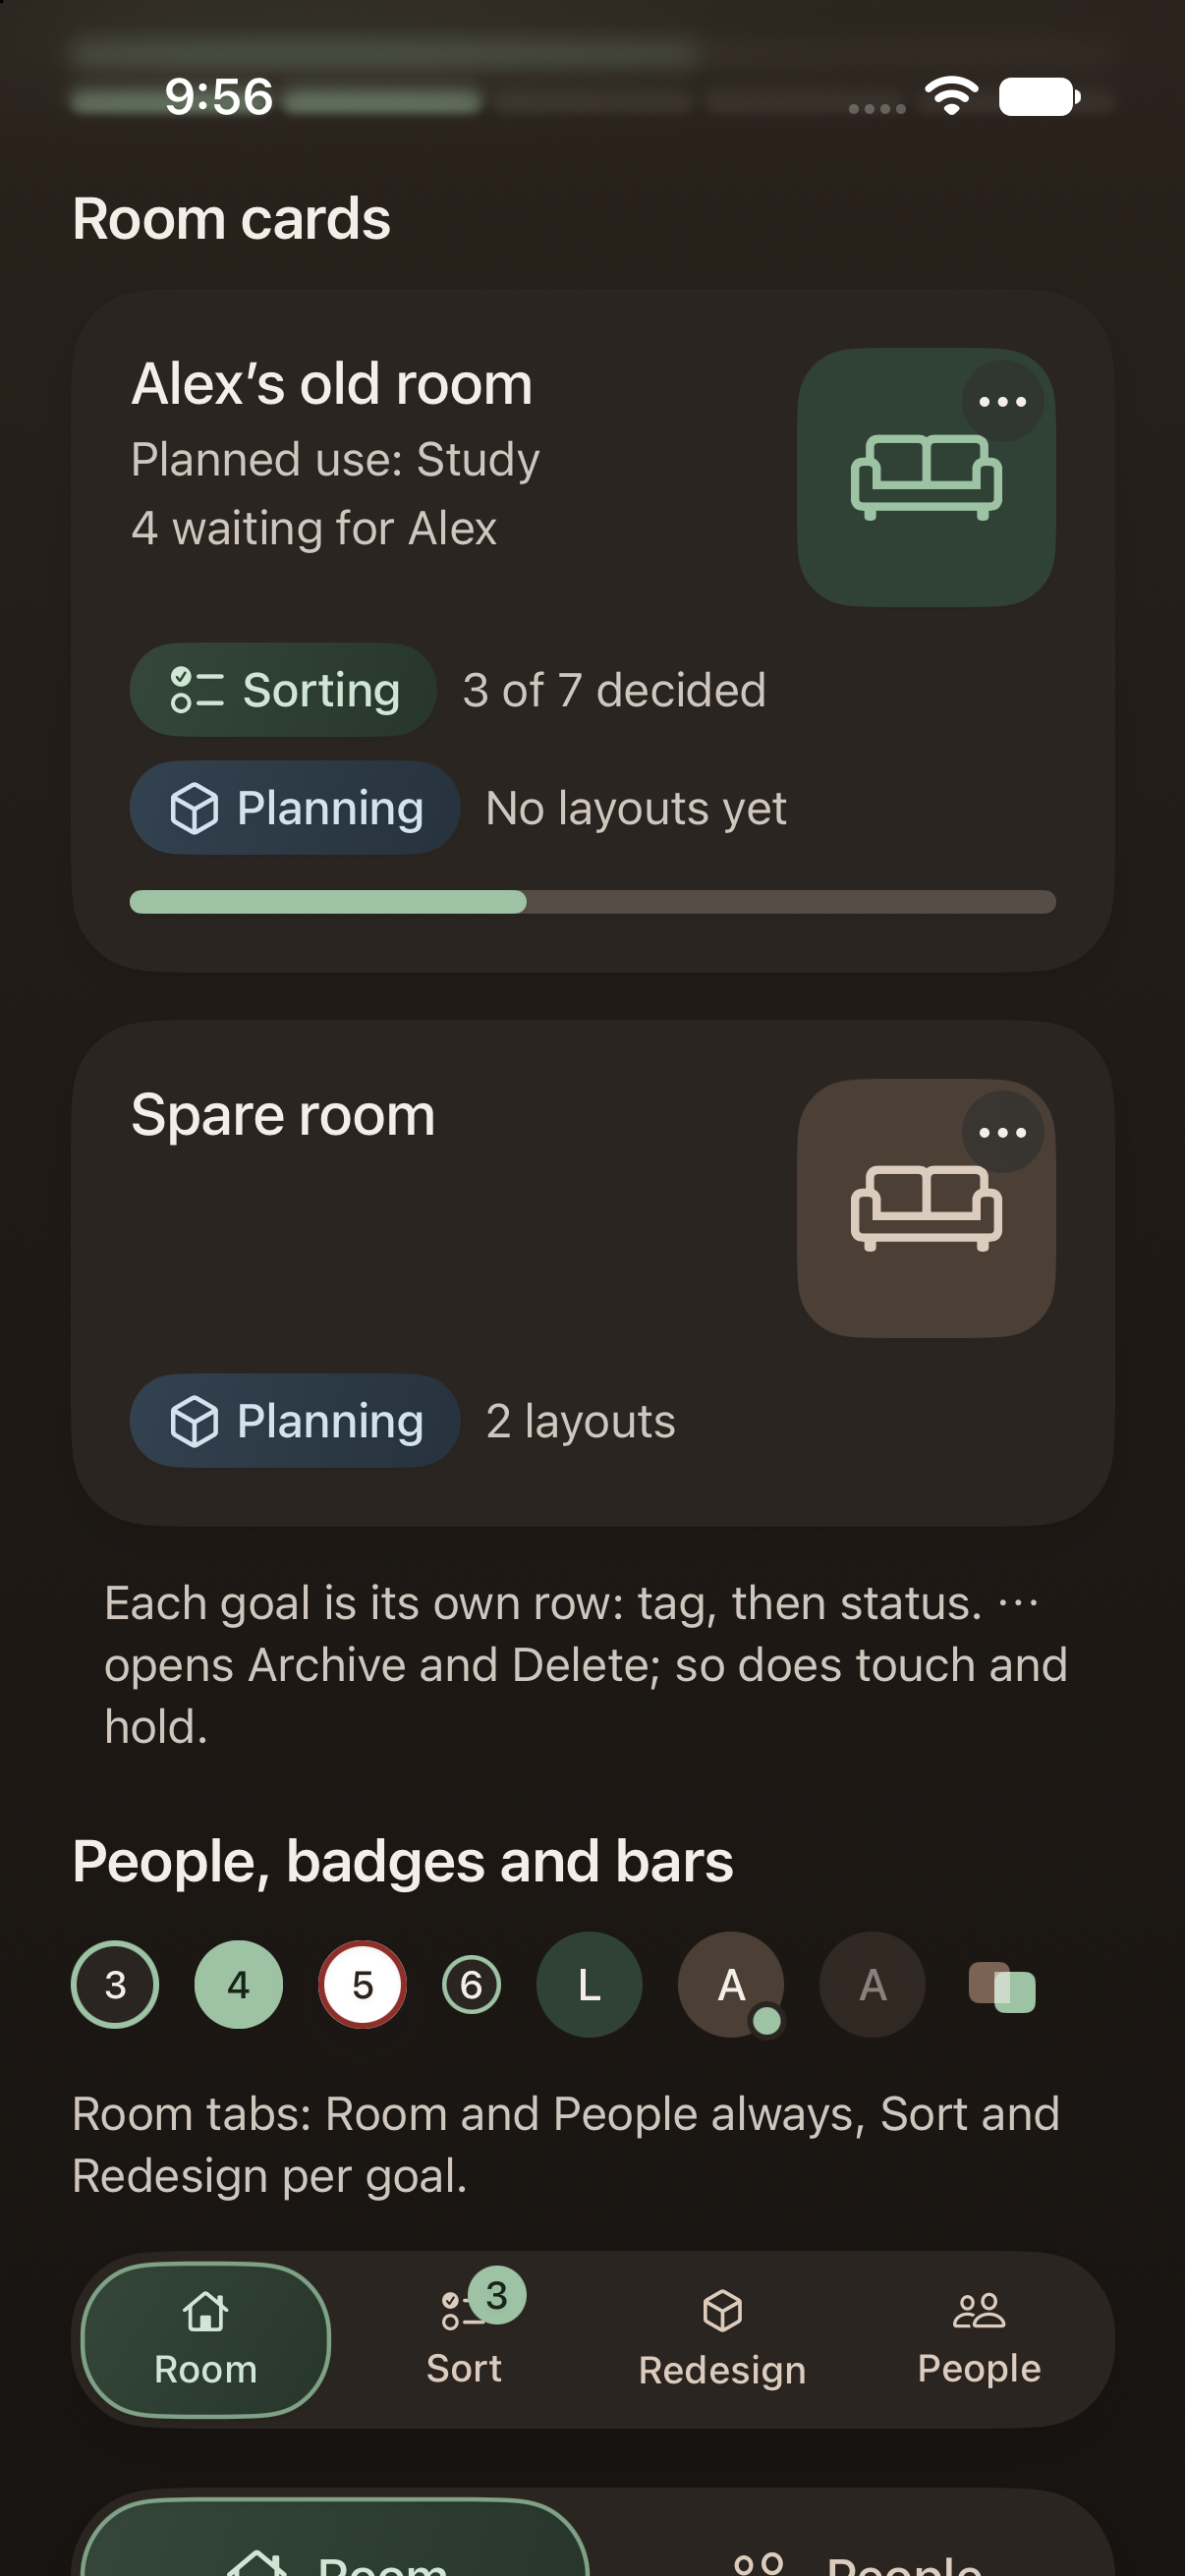 9:56
Room cards
Alex’s old room
Planned use: Study
4 waiting for Alex
Sorting 3 of 7 decided
Planning No layouts yet
Spare room
Planning 2 layouts
Each goal is its own row: tag, then status. ⋯
opens Archive and Delete; so does touch and
hold.
People, badges and bars
3 4 5 6 L A A
Room tabs: Room and People always, Sort and
Redesign per goal.
3
Room Sort Redesign People
Room People